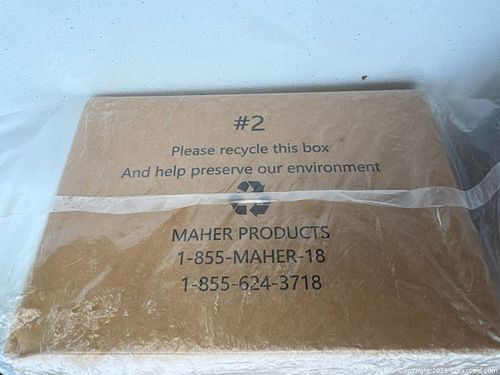 #2
Please recycle this box
And help preserve our environment
MAHER PRODUCTS
1-855-MAHER-18
1-855-624-3718